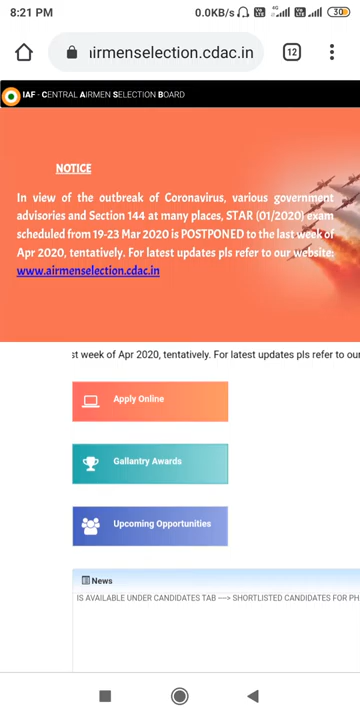 8:21 PM
0.0KB/s
4G
30
irmenselection.cdac.in
12
IAF - CENTRAL AIRMEN SELECTION BOARD
NOTICE
In view of the outbreak of Coronavirus, various government
advisories and Section 144 at many places, STAR (01/2020) exam
scheduled from 19-23 Mar 2020 is POSTPONED to the last week of
Apr 2020, tentatively. For latest updates pls refer to our website:
www.airmenselection.cdac.in
st week of Apr 2020, tentatively. For latest updates pls refer to our
Apply Online
Gallantry Awards
Upcoming Opportunities
News
IS AVAILABLE UNDER CANDIDATES TAB ----> SHORTLISTED CANDIDATES FOR PH